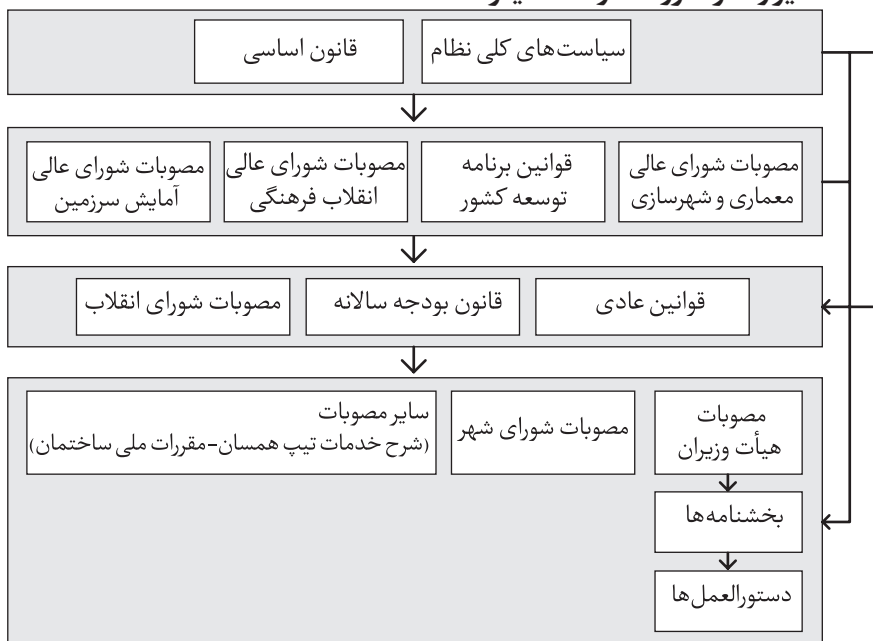 سیاست‌های کلی نظام
قانون اساسی
مصوبات شورای عالی
معماری و شهرسازی
قوانین برنامه
توسعه کشور
مصوبات شورای عالی
انقلاب فرهنگی
مصوبات شورای عالی
آمایش سرزمین
قوانین عادی
قانون بودجه سالانه
مصوبات شورای انقلاب
مصوبات
هیأت وزیران
بخشنامه‌ها
دستورالعمل‌ها
مصوبات شورای شهر
سایر مصوبات
(شرح خدمات تیپ همسان-مقررات ملی ساختمان)